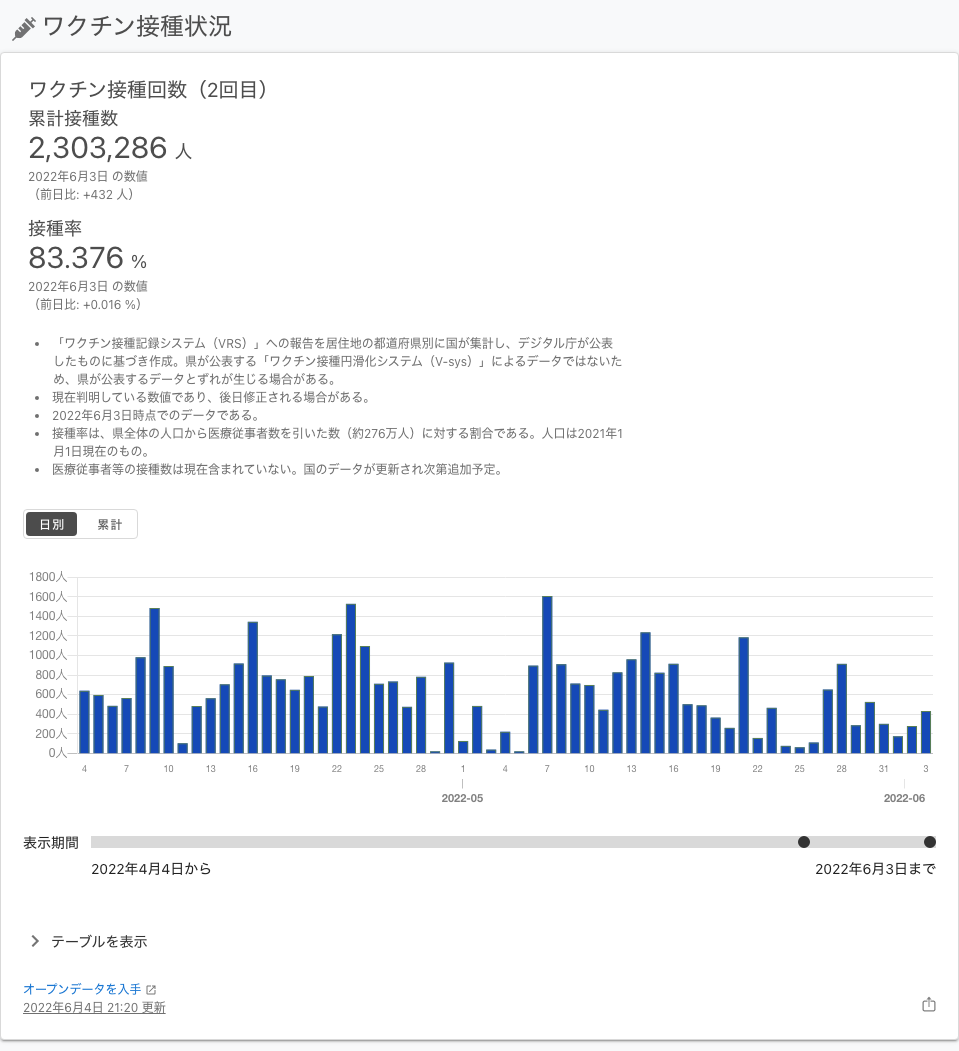 ワクチン接種状況
ワクチン接種回数（2回目）
累計接種数
2,303,286 人
2022年6月3日 の数値
（前日比: +432 人）
接種率
83.376 %
2022年6月3日 の数値
（前日比: +0.016 %）
• 「ワクチン接種記録システム（VRS）」への報告を居住地の都道府県別に国が集計し、デジタル庁が公表
したものに基づき作成。県が公表する「ワクチン接種円滑化システム（V-sys）」によるデータではないた
め、県が公表するデータとずれが生じる場合がある。
• 現在判明している数値であり、後日修正される場合がある。
• 2022年6月3日時点でのデータである。
• 接種率は、県全体の人口から医療従事者数を引いた数（約276万人）に対する割合である。人口は2021年1
月1日現在のもの。
• 医療従事者等の接種数は現在含まれていない。国のデータが更新され次第追加予定。
日別 累計
1800人
1600人
1400人
1200人
1000人
800人
600人
400人
200人
0人
4 7 10 13 16 19 22 25 28 1 4 7 10 13 16 19 22 25 28 31 3
2022-05 2022-06
表示期間
2022年4月4日から 2022年6月3日まで
テーブルを表示
オープンデータを入手
2022年6月4日 21:20 更新